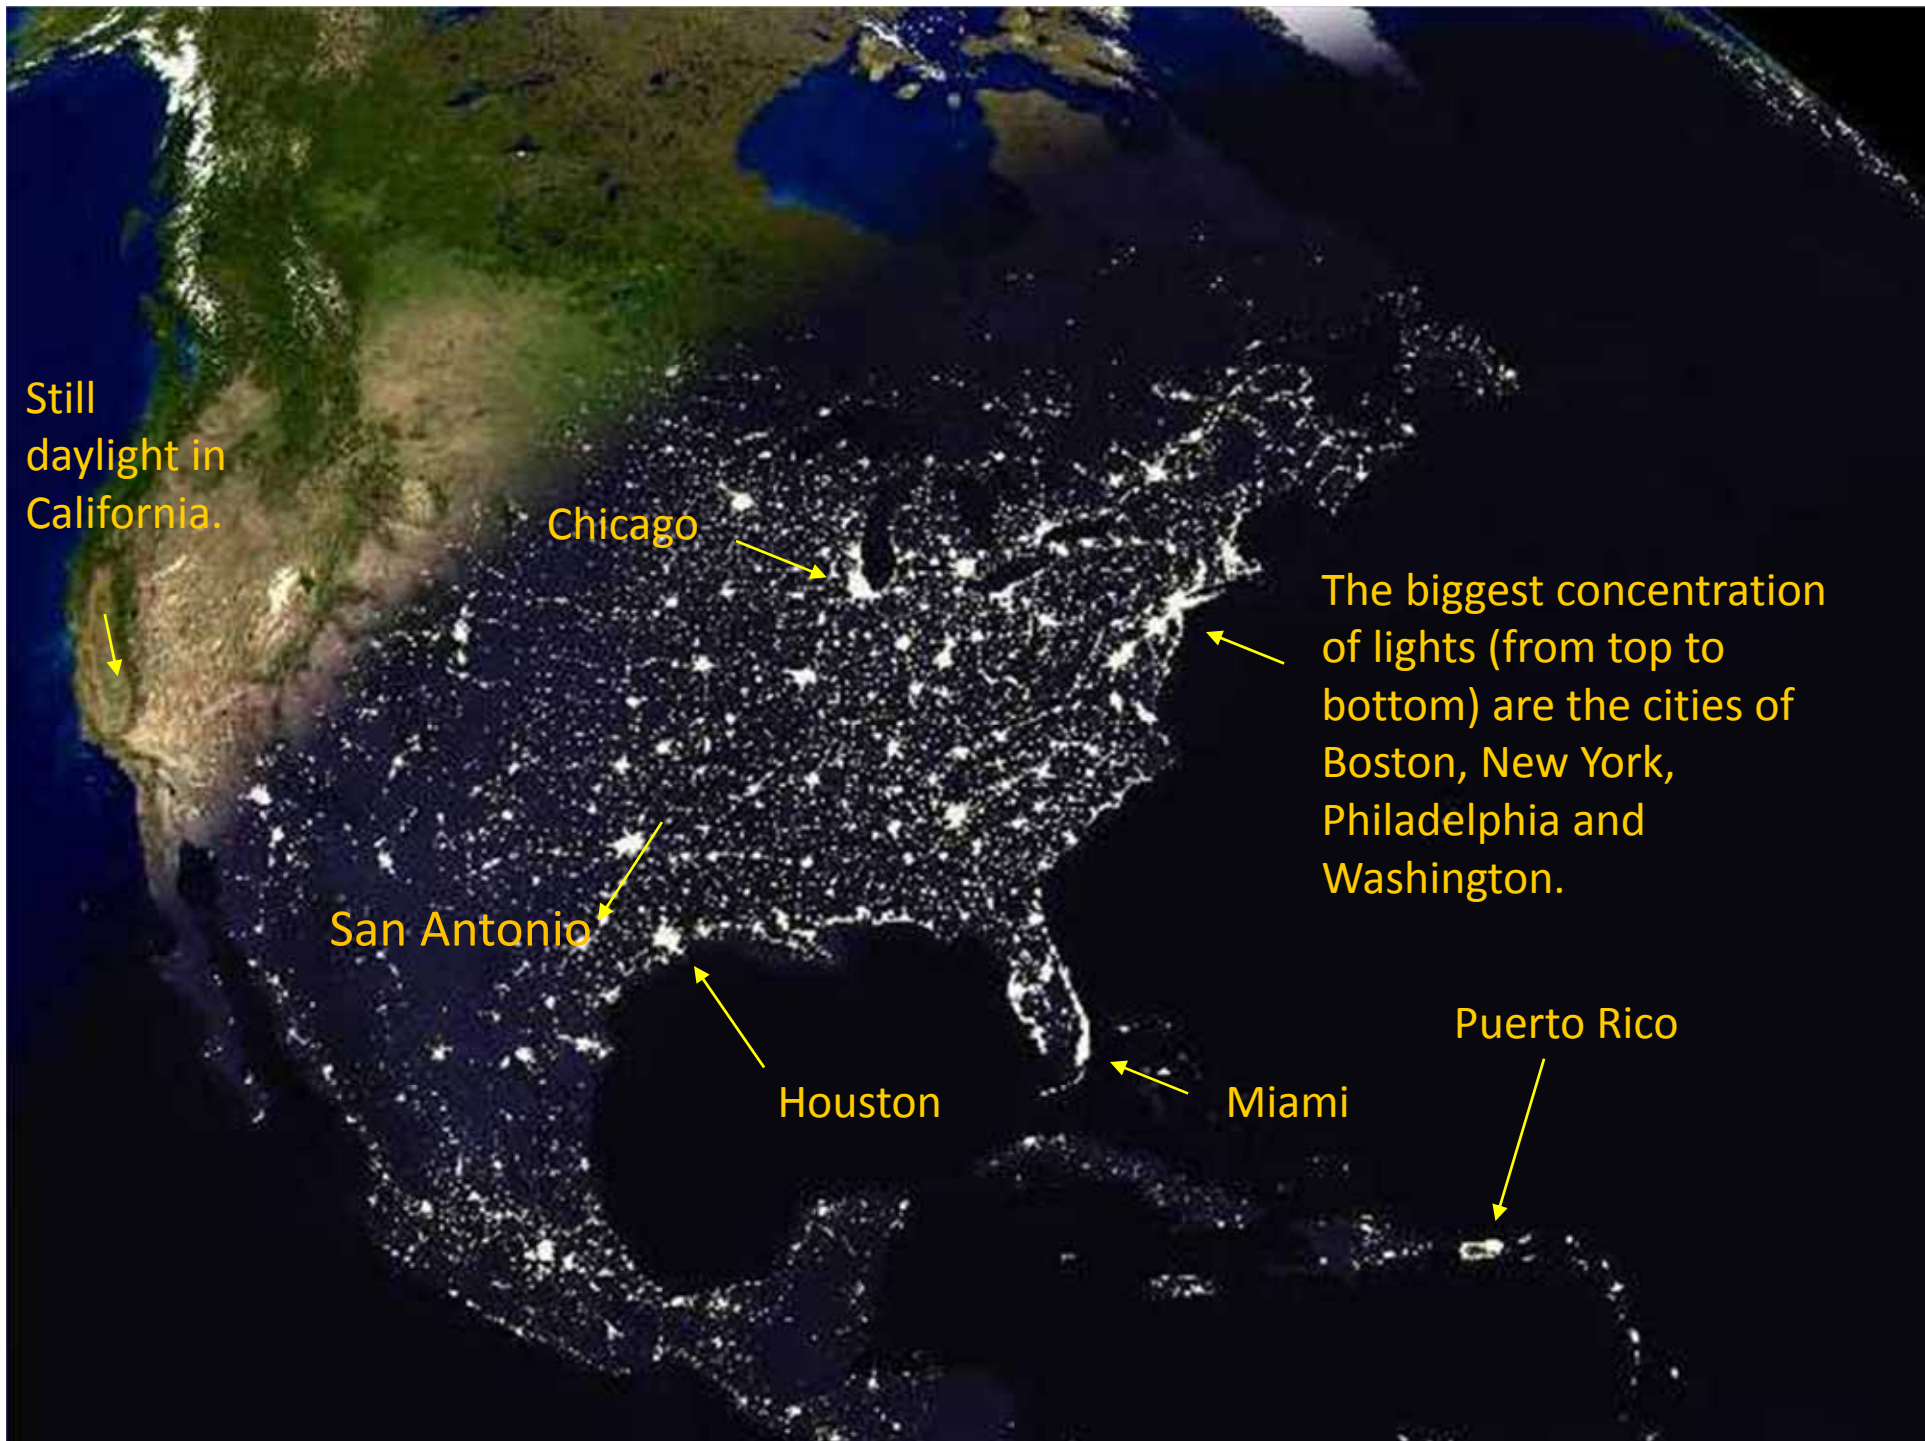 Still
daylight in
California.
Chicago
The biggest concentration
of lights (from top to
bottom) are the cities of
Boston, New York,
Philadelphia and
Washington.
San Antonio
Puerto Rico
Houston
Miami